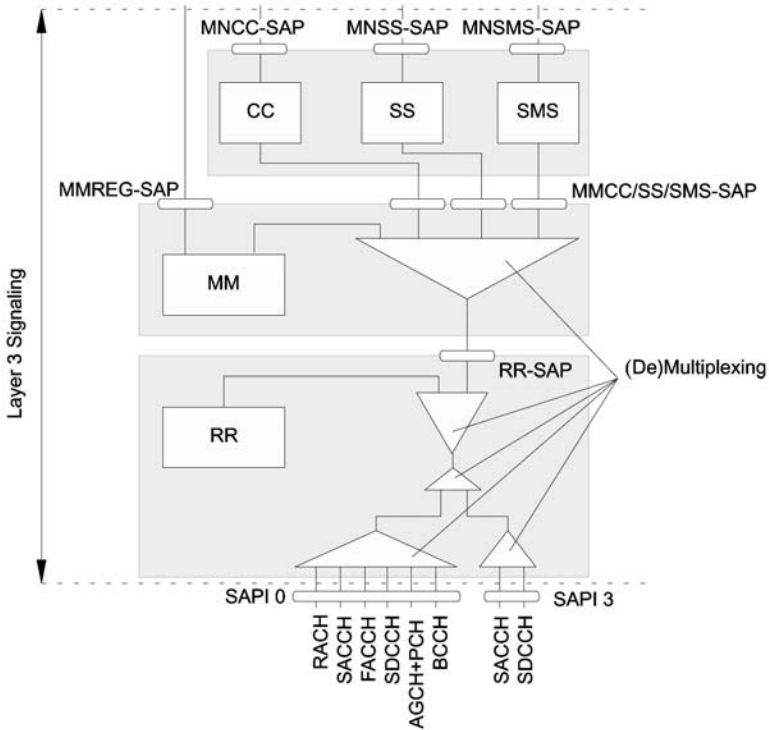 MNCC-SAP
MNSS-SAP
MNSMS-SAP
CC
SS
SMS
MMREG-SAP
MMCC/SS/SMS-SAP
MM
Layer 3 Signaling
RR-SAP
(De)Multiplexing
RR
SAPI 0
SAPI 3
RACH
SACCH
FACCH
SDCCH
AGCH+PCH
BCCH
SACCH
SDCCH